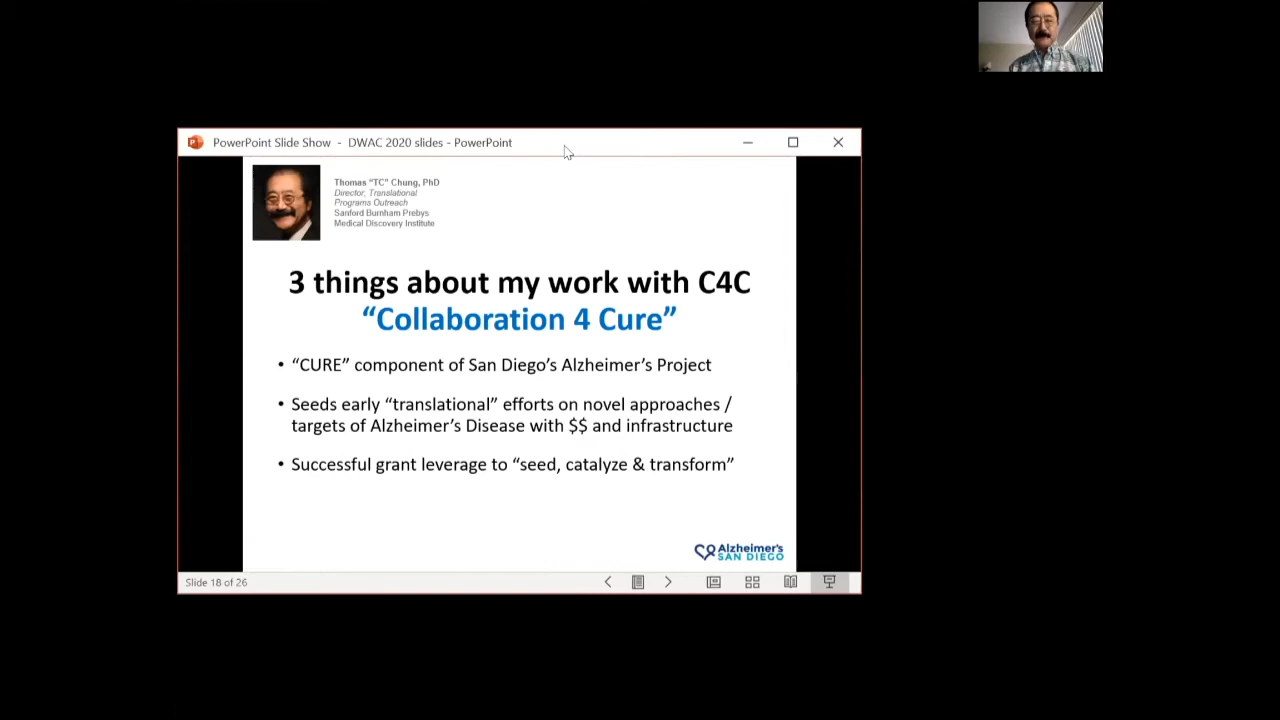 PowerPoint Slide Show - DWAC 2020 slides - PowerPoint
Thomas “TC” Chung, PhD
Director, Translational
Programs Outreach
Sanford Burnham Prebys
Medical Discovery Institute
3 things about my work with C4C
“Collaboration 4 Cure”
• “CURE” component of San Diego’s Alzheimer’s Project
• Seeds early “translational” efforts on novel approaches /
targets of Alzheimer’s Disease with $$ and infrastructure
• Successful grant leverage to “seed, catalyze & transform”
Alzheimer’s
SAN DIEGO
Slide 18 of 26